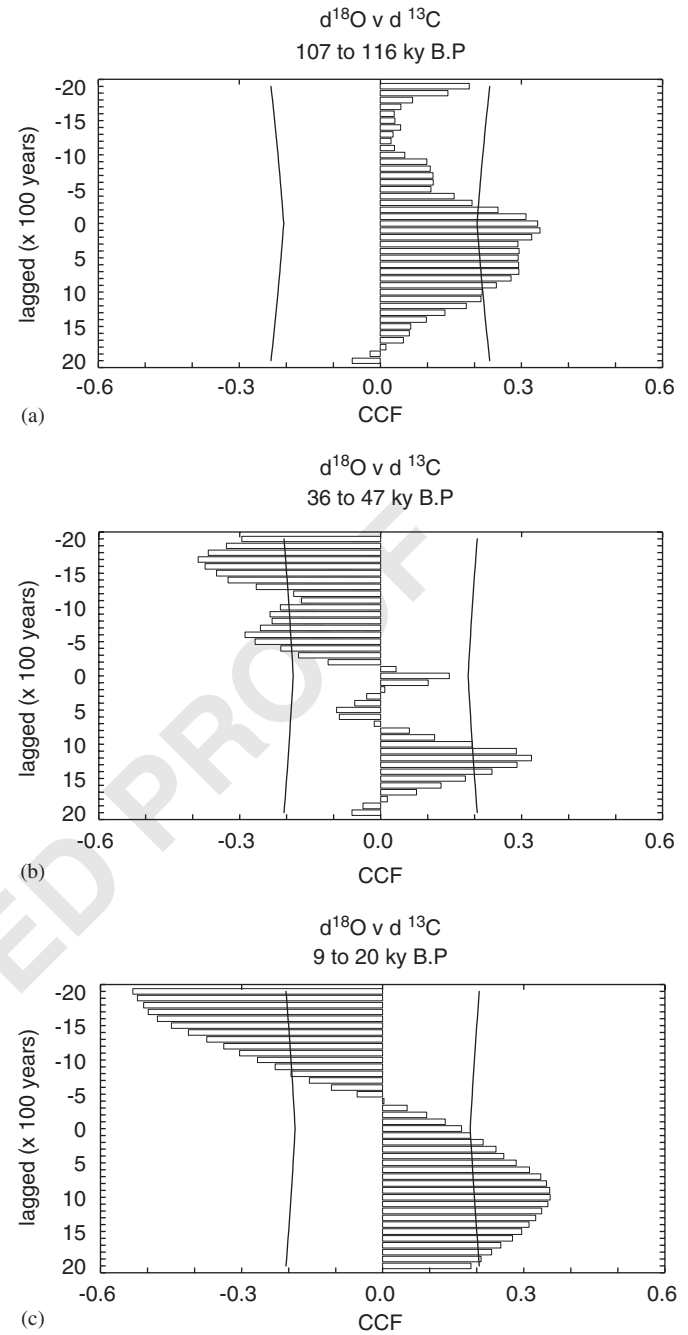 d18O v d 13C
107 to 116 ky B.P
-20
-15
-10
-5
0
5
10
15
20
lagged (x 100 years)
-0.6 -0.3 0.0 0.3 0.6
CCF
(a)
d18O v d 13C
36 to 47 ky B.P
-20
-15
-10
-5
0
5
10
15
20
lagged (x 100 years)
-0.6 -0.3 0.0 0.3 0.6
CCF
(b)
d18O v d 13C
9 to 20 ky B.P
-20
-15
-10
-5
0
5
10
15
20
lagged (x 100 years)
-0.6 -0.3 0.0 0.3 0.6
CCF
(c)
ED PROOF